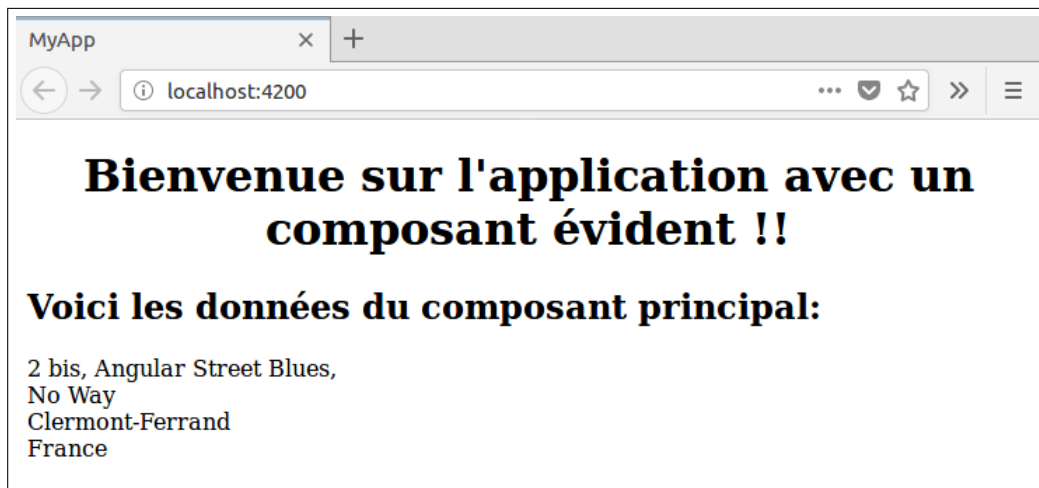 MyApp
localhost:4200
Bienvenue sur l'application avec un
composant évident !!
Voici les données du composant principal:
2 bis, Angular Street Blues,
No Way
Clermont-Ferrand
France